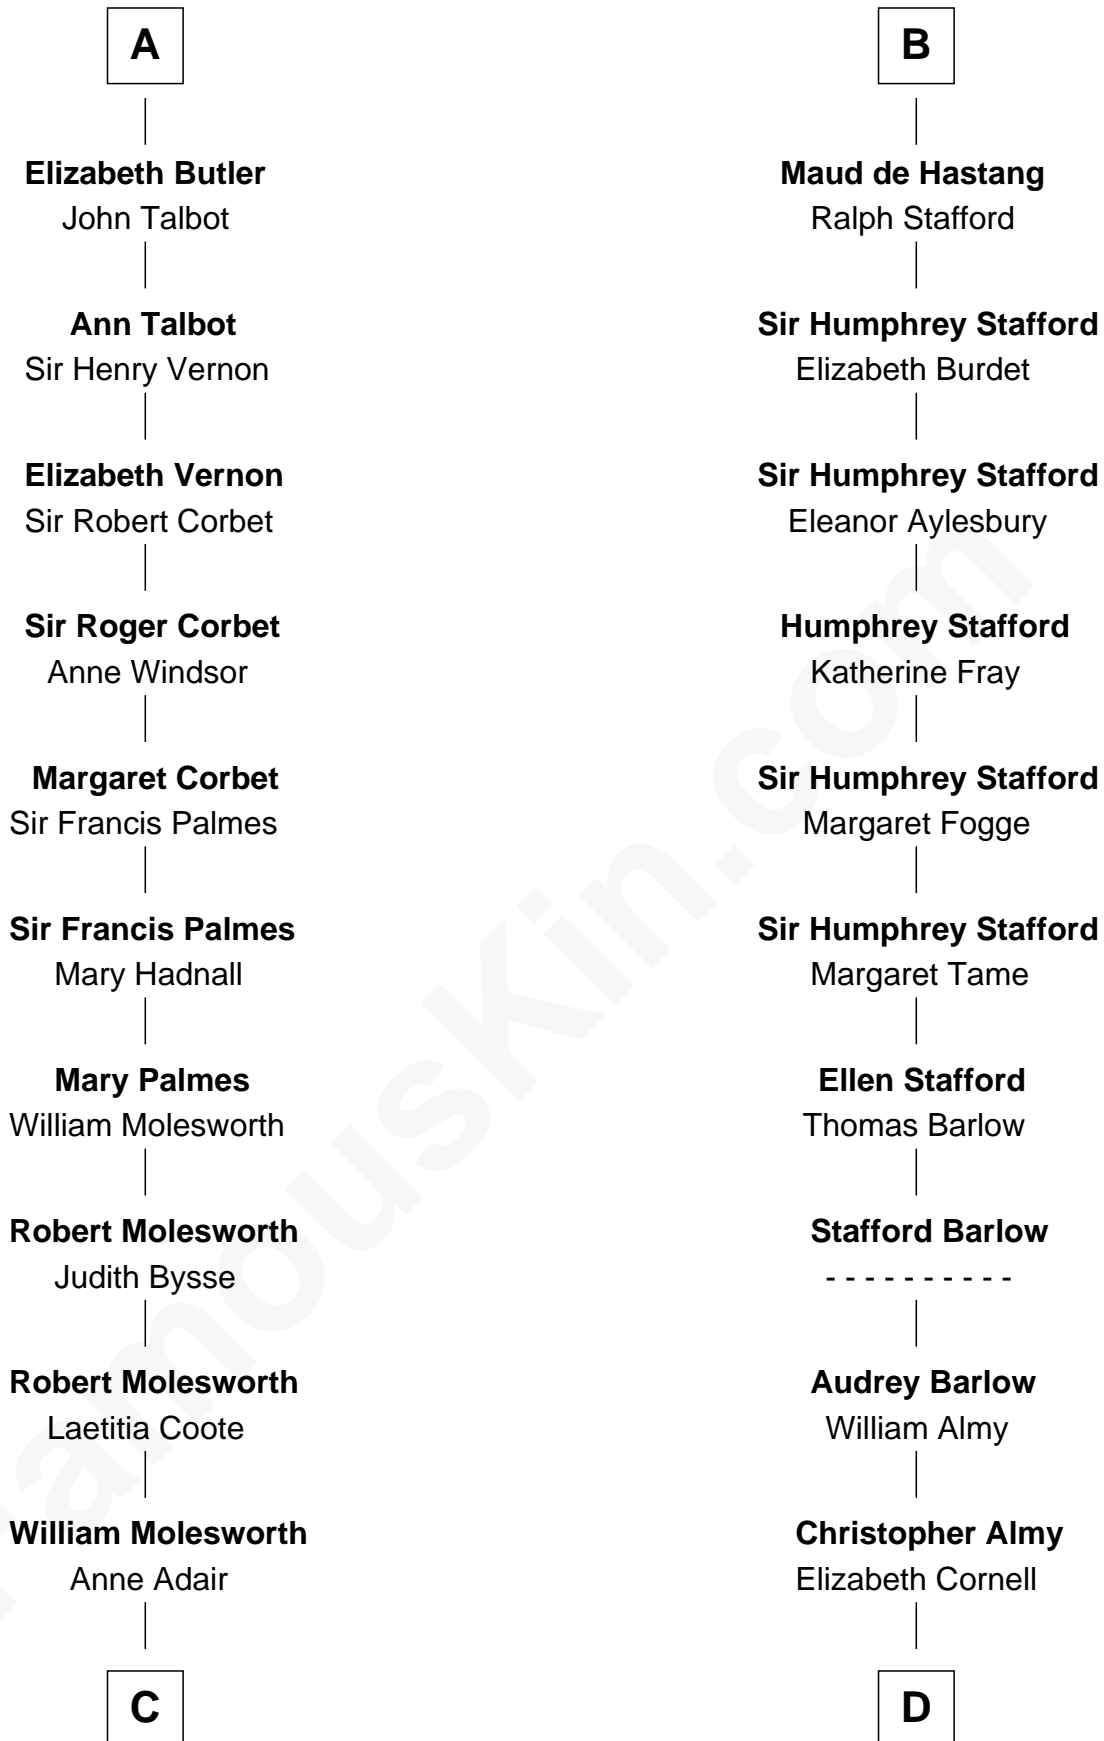 A
Elizabeth Butler
John Talbot
Ann Talbot
Sir Henry Vernon
Elizabeth Vernon
Sir Robert Corbet
Sir Roger Corbet
Anne Windsor
Margaret Corbet
Sir Francis Palmes
Sir Francis Palmes
Mary Hadnall
Mary Palmes
William Molesworth
Robert Molesworth
Judith Bysse
Robert Molesworth
Laetitia Coote
William Molesworth
Anne Adair
C
B
Maud de Hastang
Ralph Stafford
Sir Humphrey Stafford
Elizabeth Burdet
Sir Humphrey Stafford
Eleanor Aylesbury
Humphrey Stafford
Katherine Fray
Sir Humphrey Stafford
Margaret Fogge
Sir Humphrey Stafford
Margaret Tame
Ellen Stafford
Thomas Barlow
Stafford Barlow
- - - - - - - - - -
Audrey Barlow
William Almy
Christopher Almy
Elizabeth Cornell
D
FamousKin.com